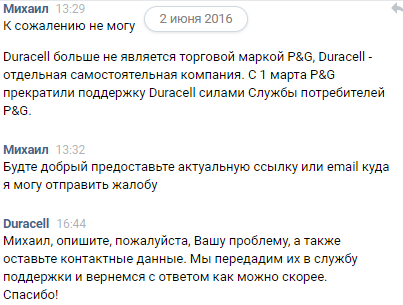 Михаил 13:29
К сожалению не могу
2 июня 2016
Duracell больше не является торговой маркой P&G, Duracell -
отдельная самостоятельная компания. С 1 марта P&G
прекратили поддержку Duracell силами Службы потребителей
P&G.
Михаил 13:32
Будте добрый предоставьте актуальную ссылку или email куда
я могу отправить жалобу
Duracell 16:44
Михаил, опишите, пожалуйста, Вашу проблему, а также
оставьте контактные данные. Мы передадим их в службу
поддержки и вернемся с ответом как можно скорее.
Спасибо!